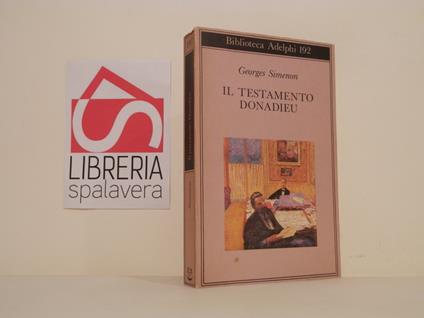 LIBRERIA
spalavera
Biblioteca Adelphi 192
Georges Simenon
IL TESTAMENTO
DONADIEU